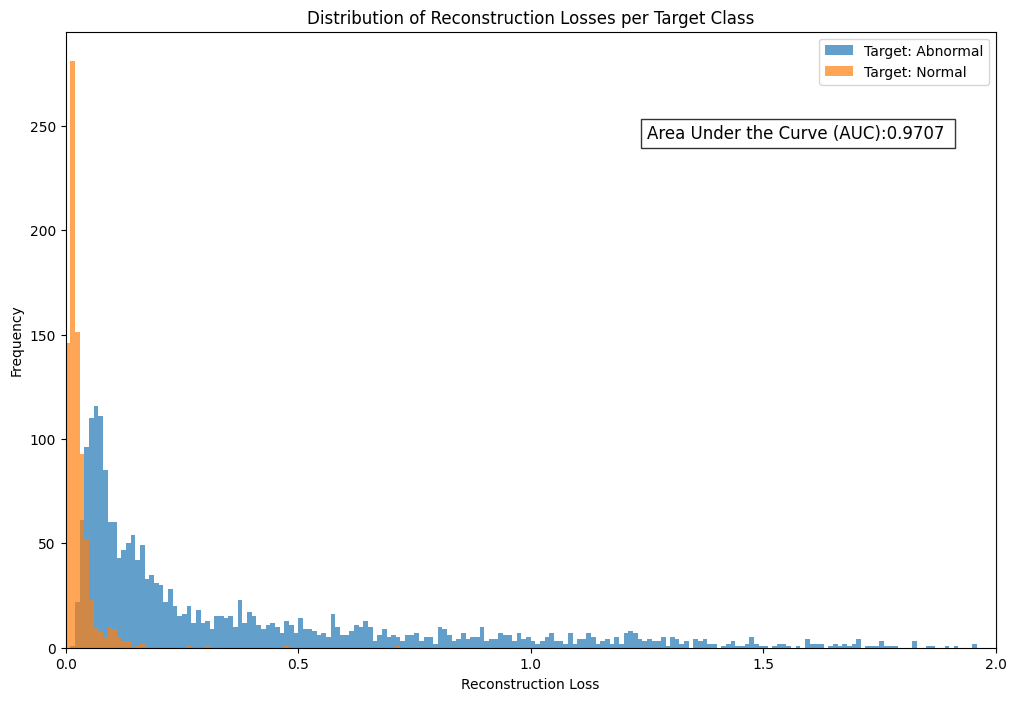 Distribution of Reconstruction Losses per Target Class
Target: Abnormal
Target: Normal
Area Under the Curve (AUC):0.9707
Frequency
250
200
150
100
50
0
0.0
0.5
1.0
1.5
2.0
Reconstruction Loss